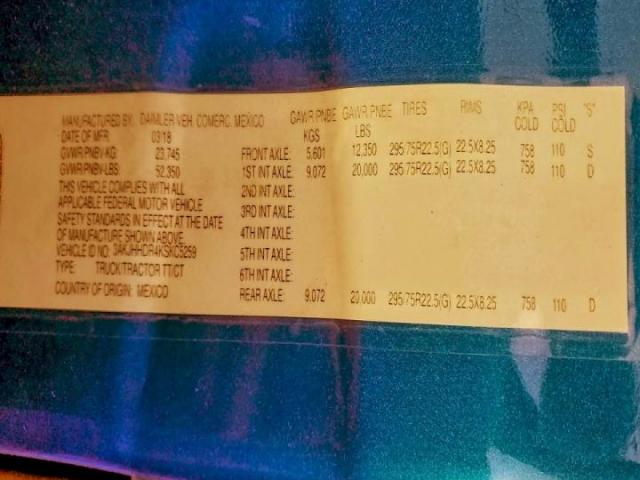 MANUFACTURED BY: DAIMLER VEH. COMERC. MEXICO GAWR/PNBE GAWR/PNBE TIRES RIMS KPA PSI "S"
DATE OF MFR 03/18 KGS LBS COLD COLD
GVWR/PNBV-KG 23,745 FRONT AXLE: 5,601 12,350 295/75R22.5(G) 22.5X8.25 758 110 S
GVWR/PNBV-LBS: 52,350 1ST INT AXLE: 9,072 20,000 295/75R22.5(G) 22.5X8.25 758 110 D
THIS VEHICLE COMPLIES WITH ALL 2ND INT AXLE:
APPLICABLE FEDERAL MOTOR VEHICLE 3RD INT AXLE:
SAFETY STANDARDS IN EFFECT AT THE DATE 4TH INT AXLE:
OF MANUFACTURE SHOWN ABOVE.
VEHICLE ID NO: 5TH INT AXLE:
TYPE: TRUCK/TRACTOR TT/CT 6TH INT AXLE:
COUNTRY OF ORIGIN: MEXICO REAR AXLE: 9,072 20,000 295/75R22.5(G) 22.5X8.25 758 110 D